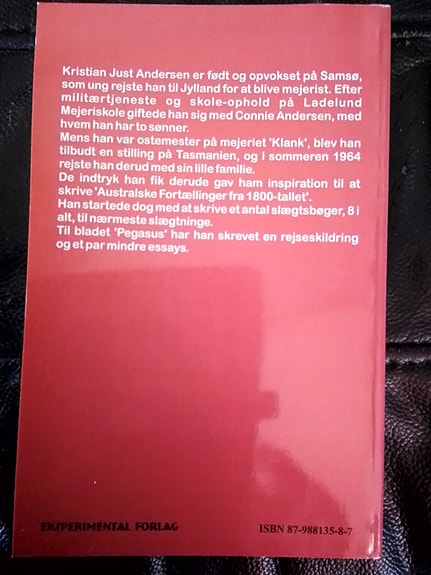 Kristian Just Andersen er født og opvokset på Samsø,
som ung rejste han til Jylland for at blive mejerist. Efter
militærtjeneste og skole-ophold på Ladelund
Mejeriskole giftede han sig med Connie Andersen, med
hvem han har to sønner.
Mens han var ostemester på mejeriet 'Klank', blev han
tilbudt en stilling på Tasmanien, og i sommeren 1964
rejste han derud med sin lille familie.
De indtryk han fik derude gav ham inspiration til at
skrive 'Australske Fortællinger fra 1800-tallet'.
Han startede dog med at skrive et antal slægtsbøger, 8 i
alt, til nærmeste slægtninge.
Til bladet 'Pegasus' har han skrevet en rejseskildring
og et par mindre essays.
EKSPERIMENTAL FORLAG
ISBN 87-988135-8-7